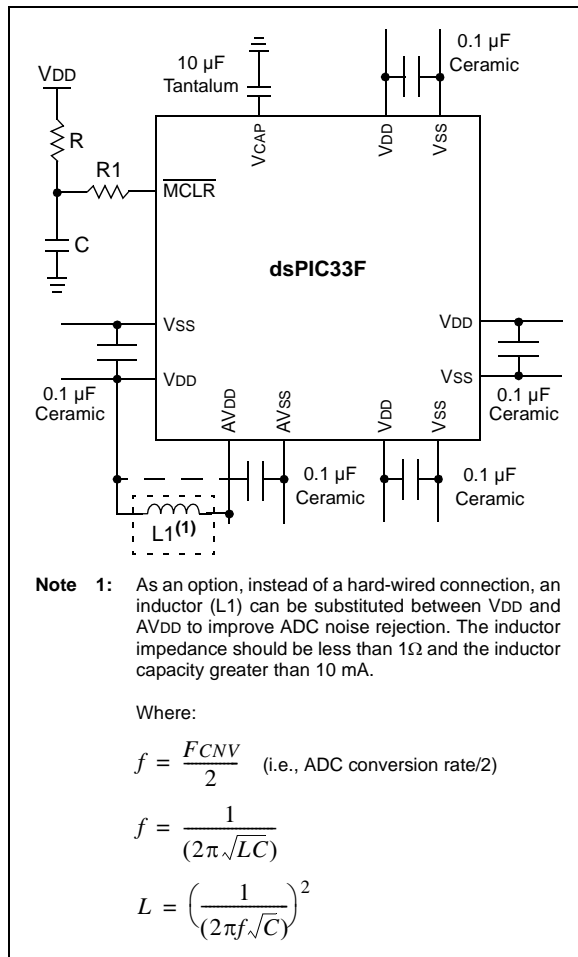 0.1 µF
Ceramic
10 µF
Tantalum
VDD
R
R1
C
VCAP
VDD
VSS
MCLR
dsPIC33F
VSS
VDD
0.1 µF
Ceramic
VDD
VSS
0.1 µF
Ceramic
AVDD
AVSS
VDD
VSS
0.1 µF
Ceramic
0.1 µF
Ceramic
L1(1)
Note 1: As an option, instead of a hard-wired connection, an
inductor (L1) can be substituted between VDD and
AVDD to improve ADC noise rejection. The inductor
impedance should be less than 1Ω and the inductor
capacity greater than 10 mA.
Where:
f = FCNV / 2 (i.e., ADC conversion rate/2)
f = 1 / (2π√LC)
L = (1 / (2πf√C))²